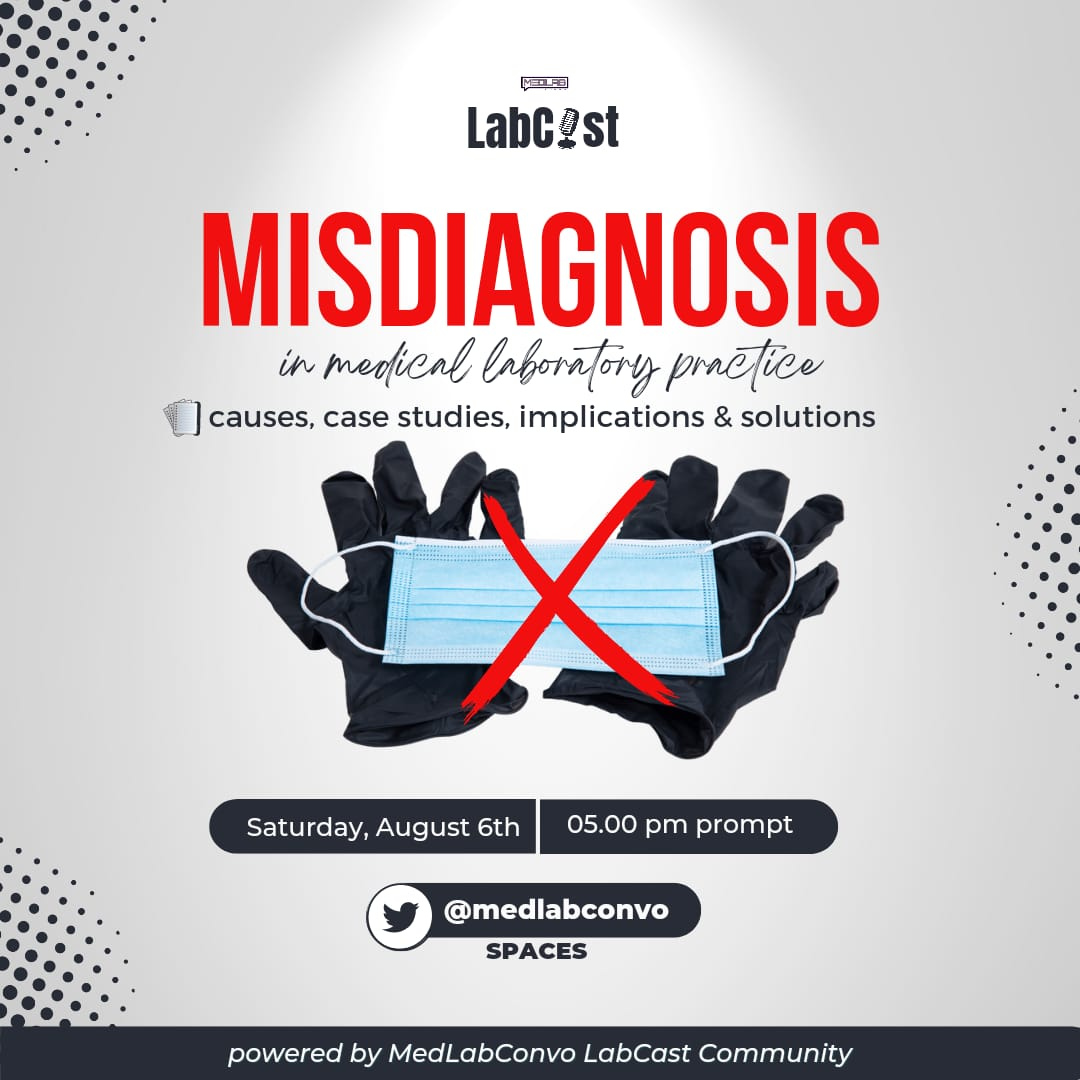 MEDLAB
LabCast
MISDIAGNOSIS
in medical laboratory practice
causes, case studies, implications & solutions
Saturday, August 6th
05.00 pm prompt
@medlabconvo
SPACES
powered by MedLabConvo LabCast Community